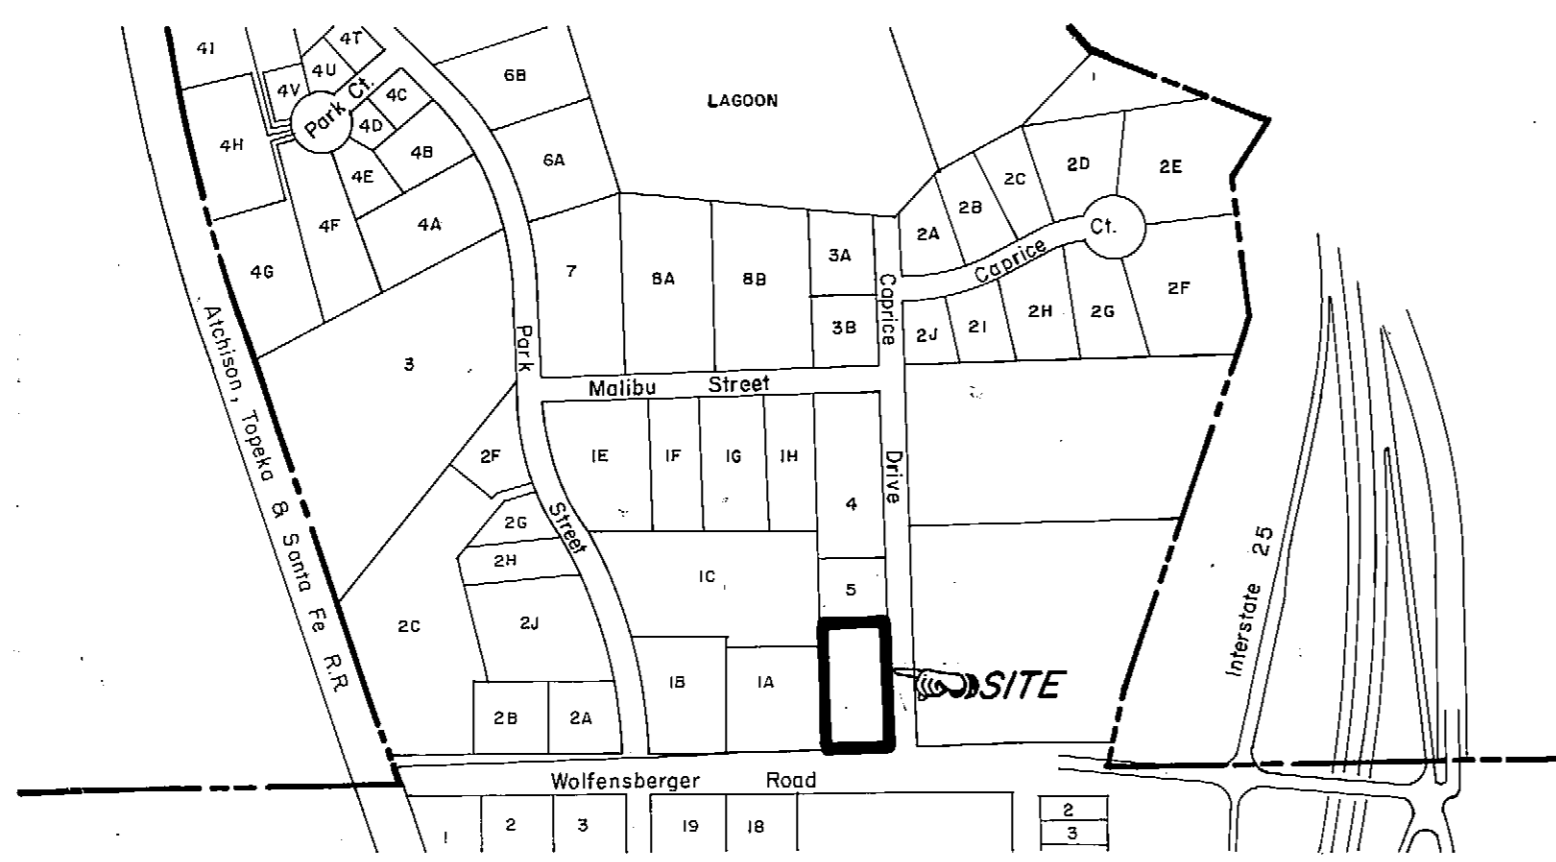 4I
4T
4U
4V
4C
4D
4H
4B
4E
4F
4A
4G
Park Ct.
6B
6A
LAGOON
1
2D
2E
2C
2B
2A
Ct.
Caprice
7
8A
8B
3A
3B
Caprice
2J
2I
2H
2G
2F
3
Park
Malibu Street
Atchison, Topeka & Santa Fe R.R
2F
1E
1F
1G
1H
4
Drive
2G
Street
2H
1C
5
2C
2J
1B
1A
SITE
2B
2A
Interstate 25
Wolfensberger Road
1
2
3
19
18
2
3